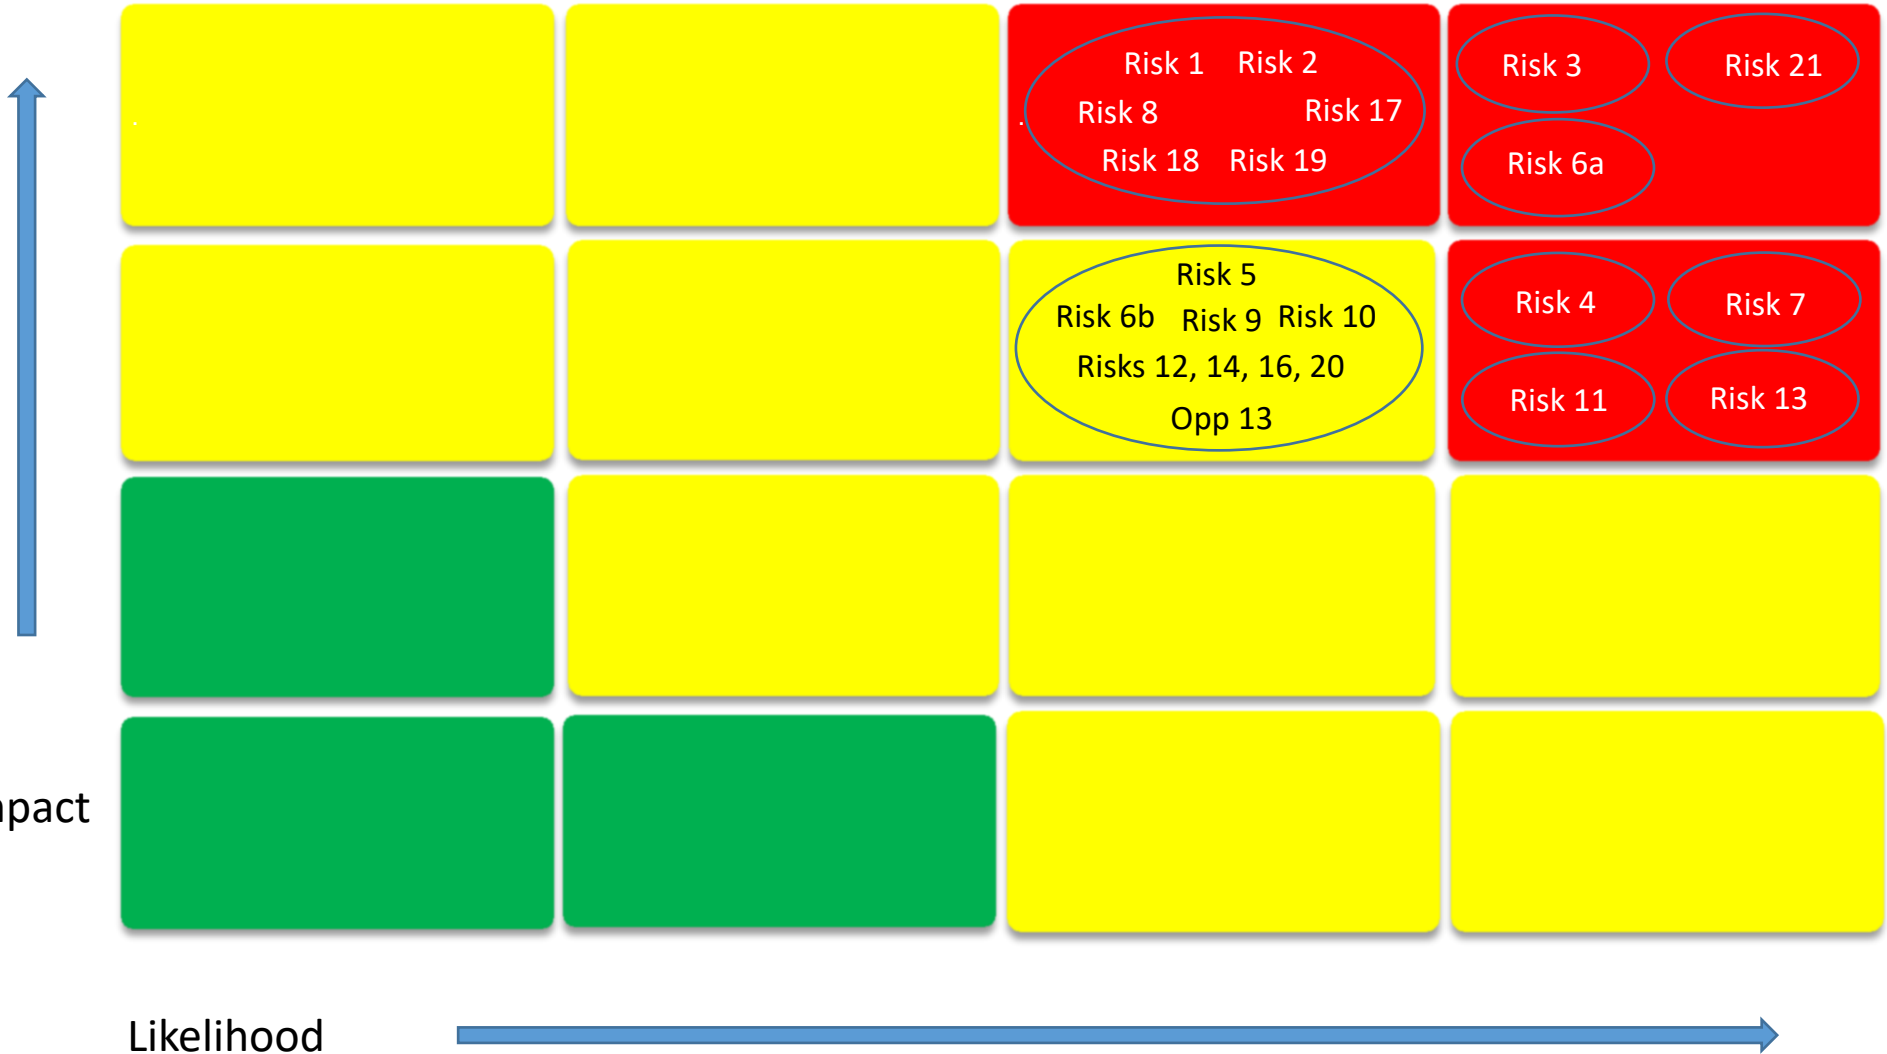 Risk 1 Risk 2
Risk 8 Risk 17
Risk 18 Risk 19
Risk 3 Risk 21
Risk 6a
Risk 5
Risk 6b Risk 9 Risk 10
Risks 12, 14, 16, 20
Opp 13
Risk 4 Risk 7
Risk 11 Risk 13
mpact
Likelihood